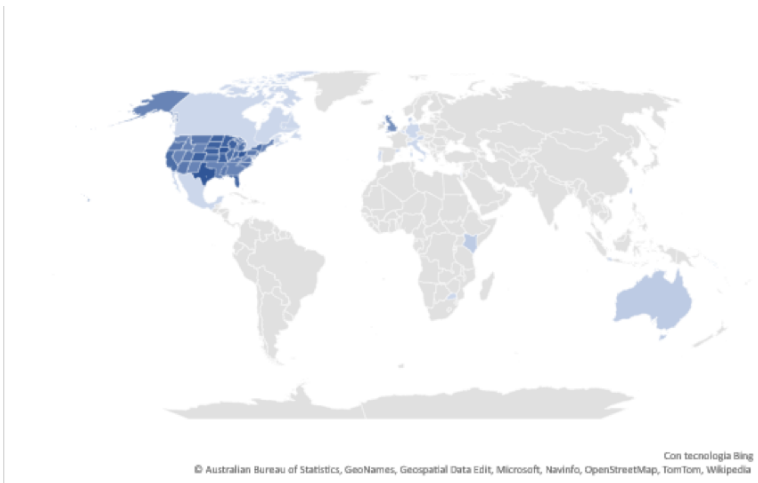 Con tecnologia Bing
© Australian Bureau of Statistics, GeoNames, Geospatial Data Edit, Microsoft, Navinfo, OpenStreetMap, TomTom, Wikipedia